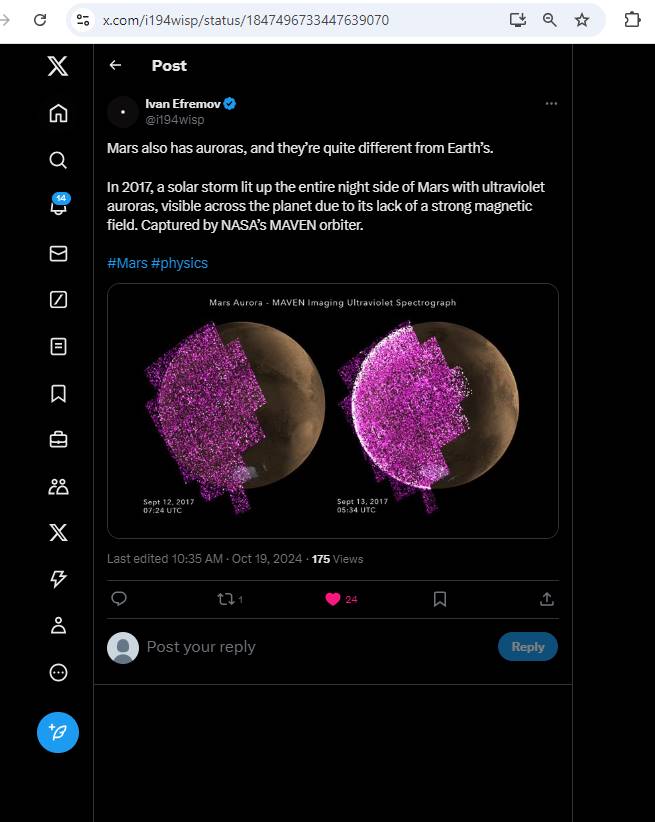 x.com/i194wisp/status/1847496733447639070
Post
Ivan Efremov
@i194wisp
14
Mars also has auroras, and they’re quite different from Earth’s.
In 2017, a solar storm lit up the entire night side of Mars with ultraviolet
auroras, visible across the planet due to its lack of a strong magnetic
field. Captured by NASA’s MAVEN orbiter.
#Mars #physics
Mars Aurora - MAVEN Imaging Ultraviolet Spectrograph
Sept 12, 2017
07:24 UTC
Sept 13, 2017
05:34 UTC
Last edited 10:35 AM · Oct 19, 2024 · 175 Views
1
24
Post your reply
Reply